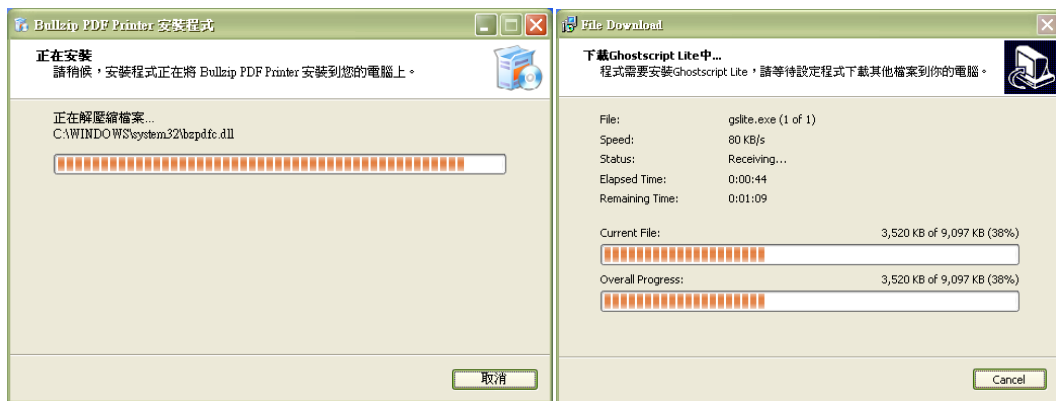 Bullzip PDF Printer 安裝程式
正在安裝
請稍候，安裝程式正在將 Bullzip PDF Printer 安裝到您的電腦上。
正在解壓縮檔案...
C:\WINDOWS\system32\bzpdfc.dll
取消
File Download
下載Ghostscript Lite中...
程式需要安裝Ghostscript Lite，請等待設定程式下載其他檔案到你的電腦。
File: gslite.exe (1 of 1)
Speed: 80 KB/s
Status: Receiving...
Elapsed Time: 0:00:44
Remaining Time: 0:01:09
Current File: 3,520 KB of 9,097 KB (38%)
Overall Progress: 3,520 KB of 9,097 KB (38%)
Cancel